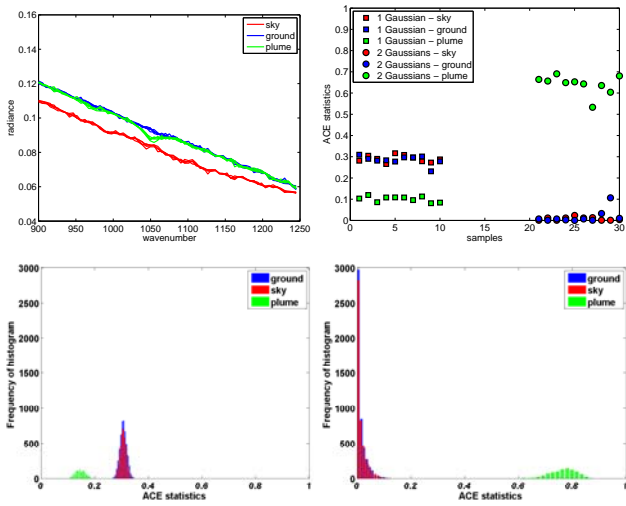 0.16
0.14
0.12
0.1
0.08
0.06
0.04
900
950
1000
1050
1100
1150
1200
1250
radiance
wavenumber
sky
ground
plume
1
0.9
0.8
0.7
0.6
0.5
0.4
0.3
0.2
0.1
0
0
5
10
15
20
25
30
ACE statistics
samples
1 Gaussian – sky
1 Gaussian – ground
1 Gaussian – plume
2 Gaussians – sky
2 Gaussians – ground
2 Gaussians – plume
3000
2500
2000
1500
1000
500
0
0
0.2
0.4
0.6
0.8
1
Frequency of histogram
ACE statistics
ground
sky
plume
3000
2500
2000
1500
1000
500
0
0
0.2
0.4
0.6
0.8
1
Frequency of histogram
ACE statistics
ground
sky
plume